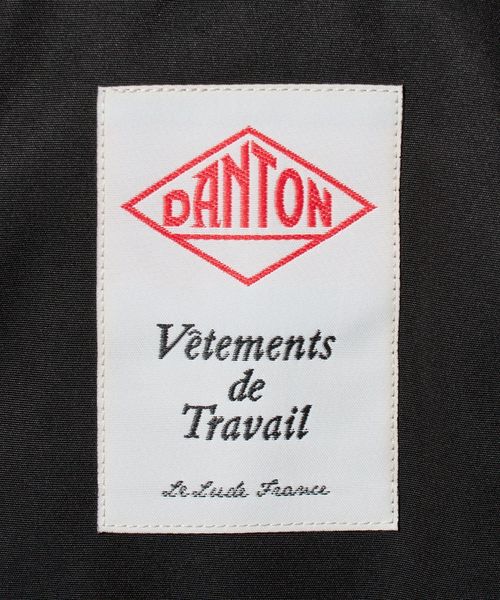 DANTON
Vêtements
de
Travail
Le Lude France